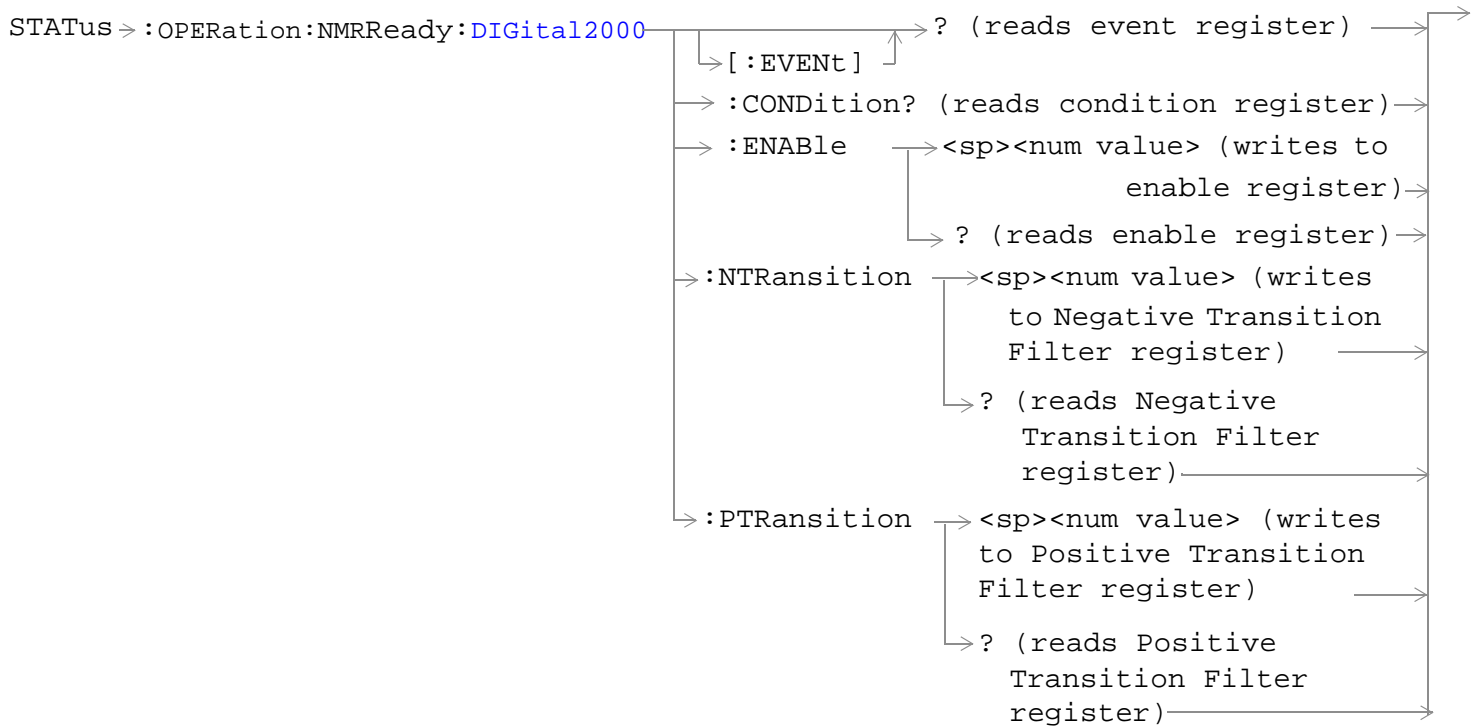 STATus :OPERation:NMRReady:DIGital2000 ? (reads event register)
[:EVENt]
:CONDition? (reads condition register)
:ENABle <sp><num value> (writes to
enable register)
? (reads enable register)
:NTRansition <sp><num value> (writes
to Negative Transition
Filter register)
? (reads Negative
Transition Filter
register)
:PTRansition <sp><num value> (writes
to Positive Transition
Filter register)
? (reads Positive
Transition Filter
register)